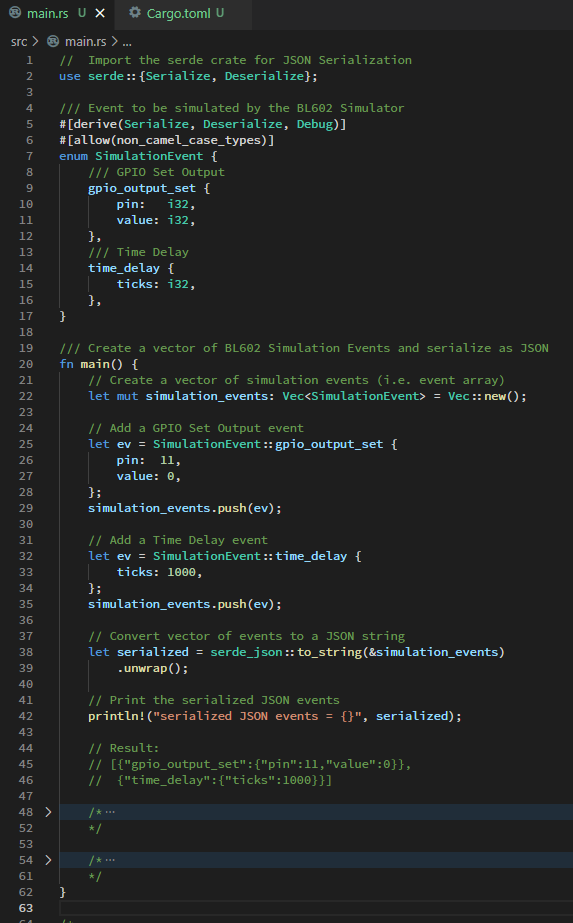 main.rs U × Cargo.toml U
src > main.rs > ...
1 //  Import the serde crate for JSON Serialization
2 use serde::{Serialize, Deserialize};
3
4 /// Event to be simulated by the BL602 Simulator
5 #[derive(Serialize, Deserialize, Debug)]
6 #[allow(non_camel_case_types)]
7 enum SimulationEvent {
8     /// GPIO Set Output
9     gpio_output_set {
10         pin:   i32,
11         value: i32,
12     },
13     /// Time Delay
14     time_delay {
15         ticks: i32,
16     },
17 }
18
19 /// Create a vector of BL602 Simulation Events and serialize as JSON
20 fn main() {
21     // Create a vector of simulation events (i.e. event array)
22     let mut simulation_events: Vec<SimulationEvent> = Vec::new();
23
24     // Add a GPIO Set Output event
25     let ev = SimulationEvent::gpio_output_set {
26         pin:  11,
27         value: 0,
28     };
29     simulation_events.push(ev);
30
31     // Add a Time Delay event
32     let ev = SimulationEvent::time_delay {
33         ticks: 1000,
34     };
35     simulation_events.push(ev);
36
37     // Convert vector of events to a JSON string
38     let serialized = serde_json::to_string(&simulation_events)
39         .unwrap();
40
41     // Print the serialized JSON events
42     println!("serialized JSON events = {}", serialized);
43
44     // Result:
45     // [{"gpio_output_set":{"pin":11,"value":0}},
46     //  {"time_delay":{"ticks":1000}}]
47
48 >     /* ...
52     */
53
54 >     /* ...
61     */
62 }
63
64 /*